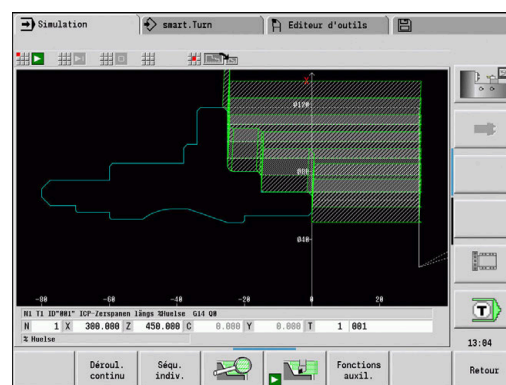 Simulation
smart.Turn
Editeur d'outils
X
Ø120
Ø80
Ø40
-80
-60
-40
-20
0
20
N1 T1 ID"001" ICP-Zerspanen längs %Huelse G14 Q0
N 1 X 300.000 Z 450.000 C 0.000 Y 0.000 T 1 001
% Huelse
T
13:04
Déroul. continu
Séqu. indiv.
Fonctions auxil.
Retour